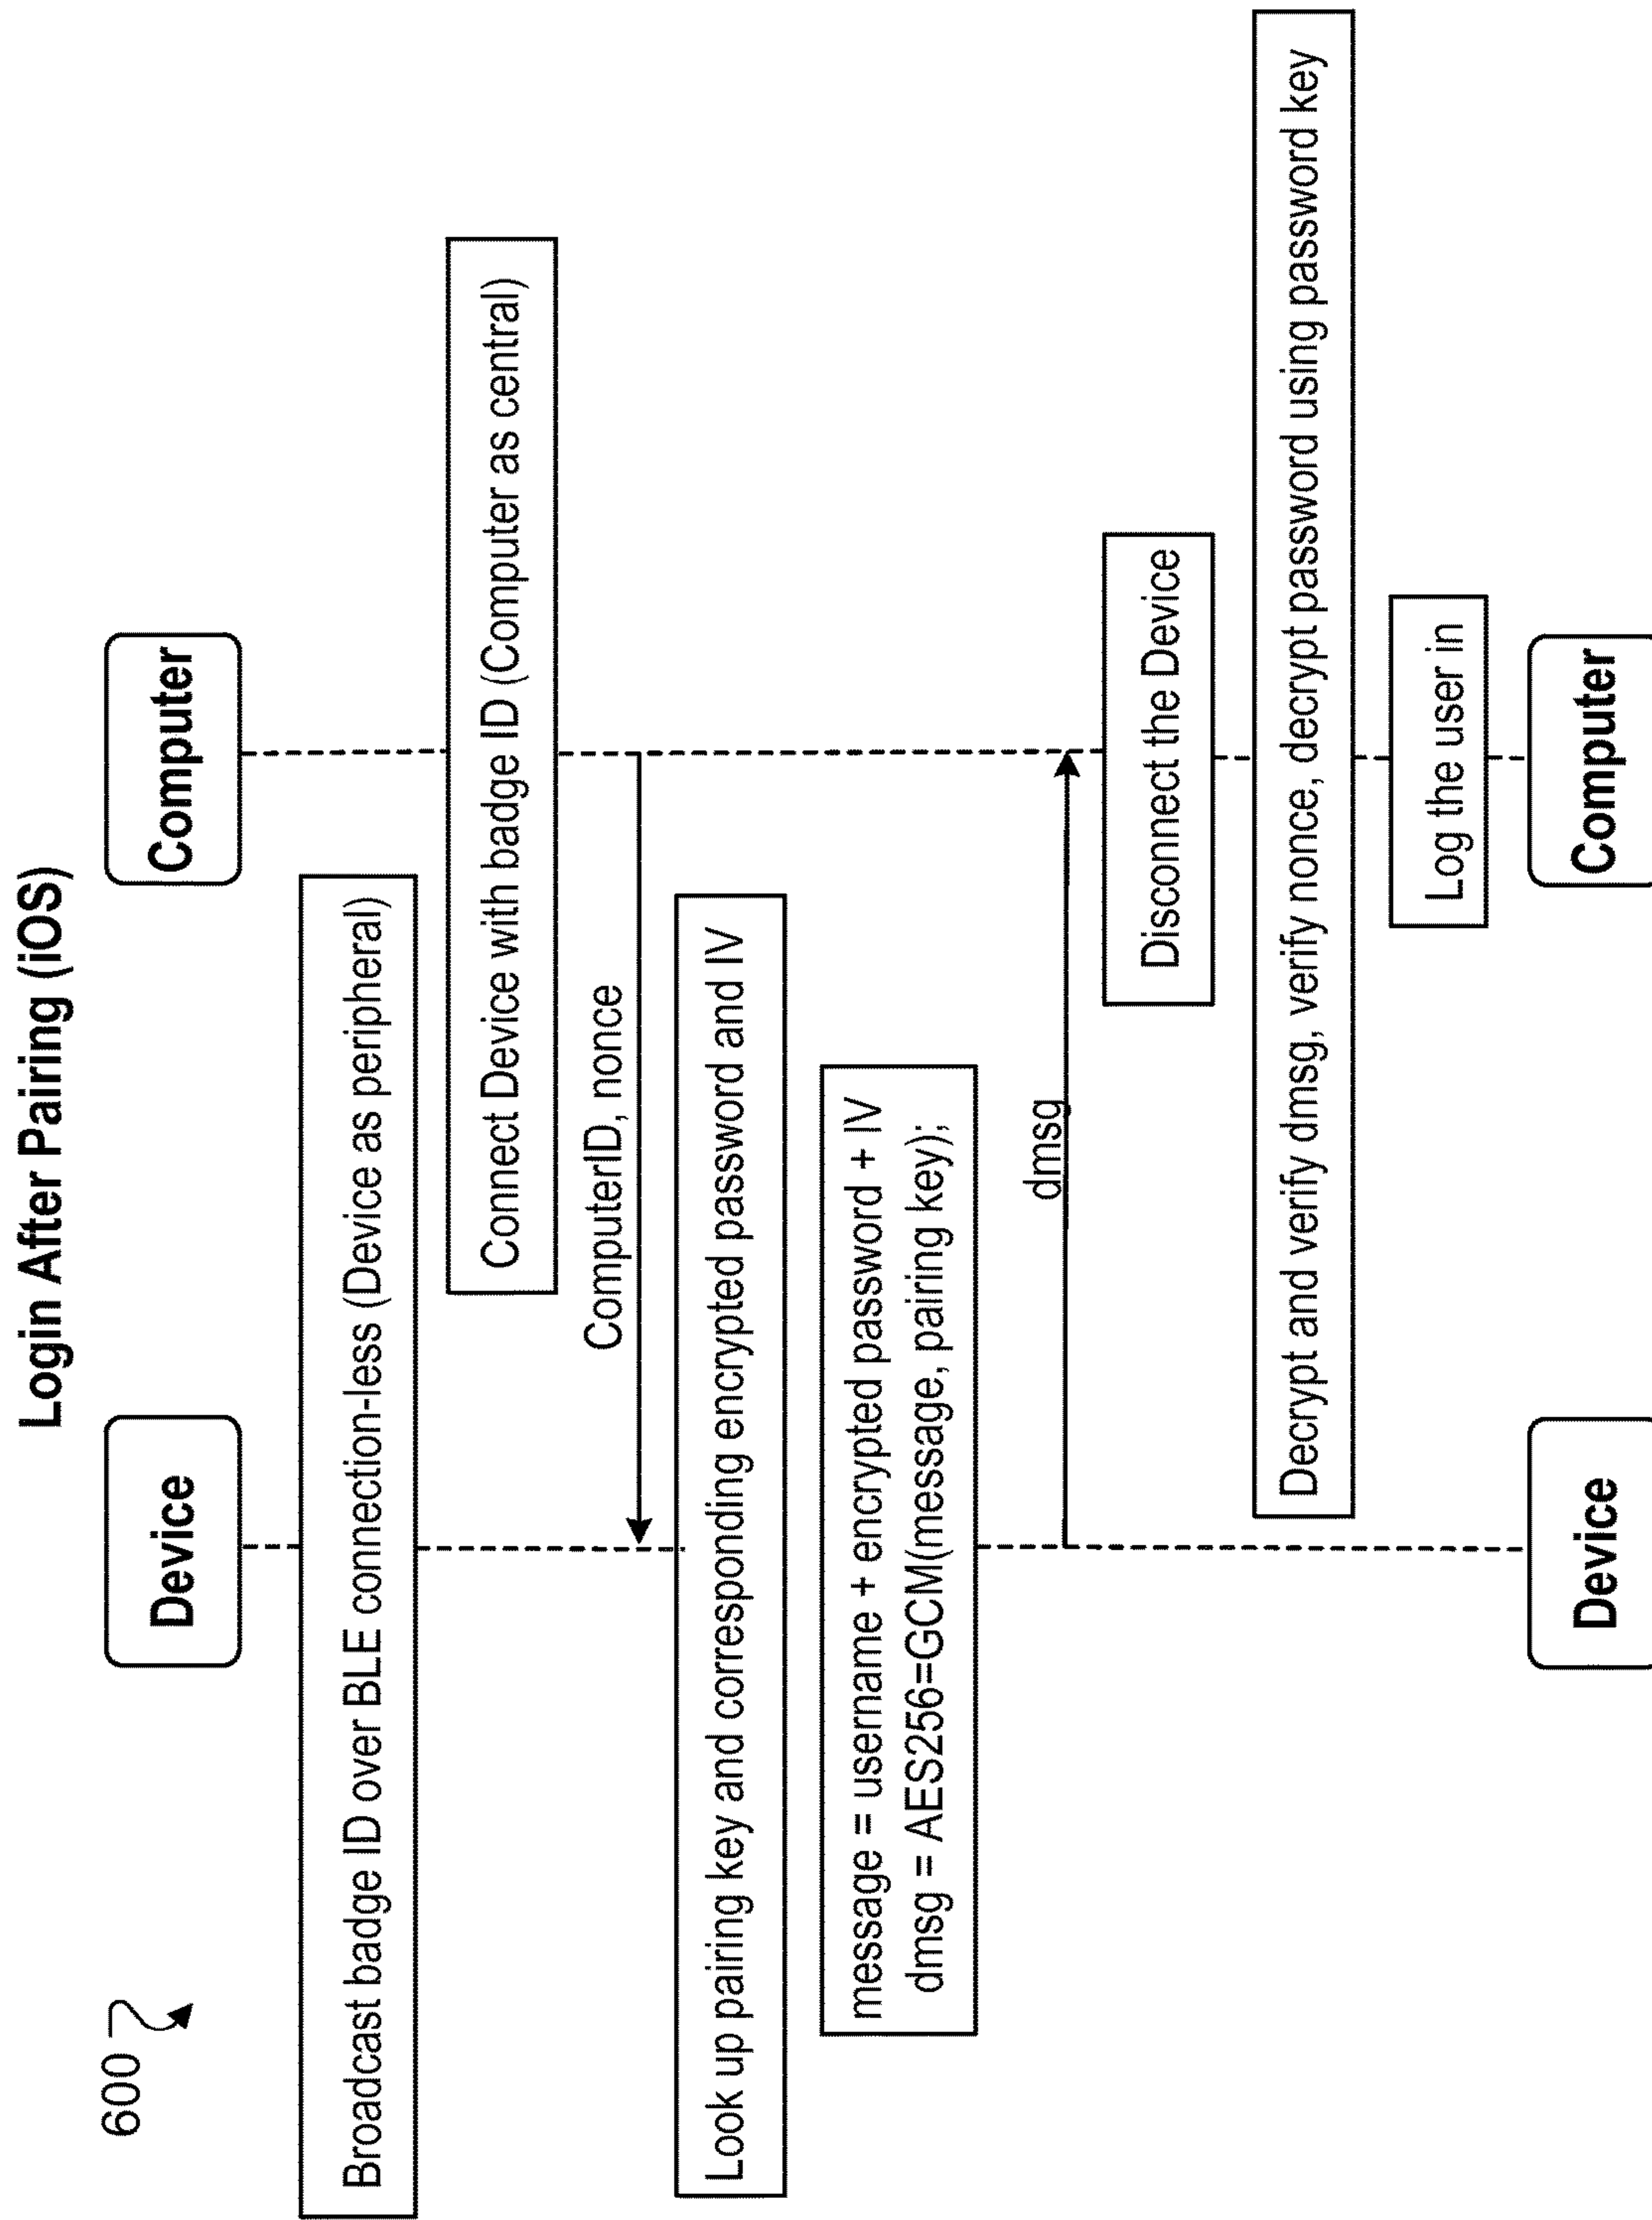 Login After Pairing (iOS)
600
Device
Computer
Broadcast badge ID over BLE connection-less (Device as peripheral)
Connect Device with badge ID (Computer as central)
ComputerID, nonce
Look up pairing key and corresponding encrypted password and IV
message = username + encrypted password + IV
dmsg = AES256=GCM(message, pairing key);
dmsg
Disconnect the Device
Decrypt and verify dmsg, verify nonce, decrypt password using password key
Log the user in
Device
Computer